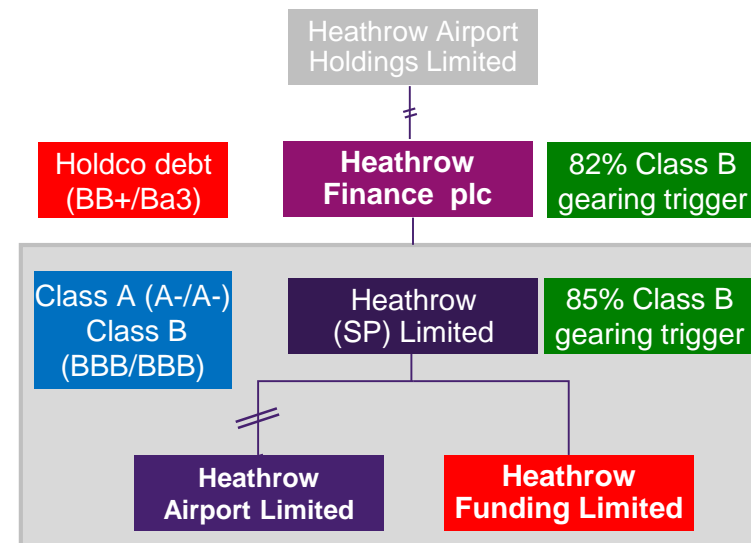 Heathrow Airport
Holdings Limited
Holdco debt
(BB+/Ba3)
Heathrow
Finance plc
82% Class B
gearing trigger
Class A (A-/A-)
Class B
(BBB/BBB)
Heathrow
(SP) Limited
85% Class B
gearing trigger
Heathrow
Airport Limited
Heathrow
Funding Limited